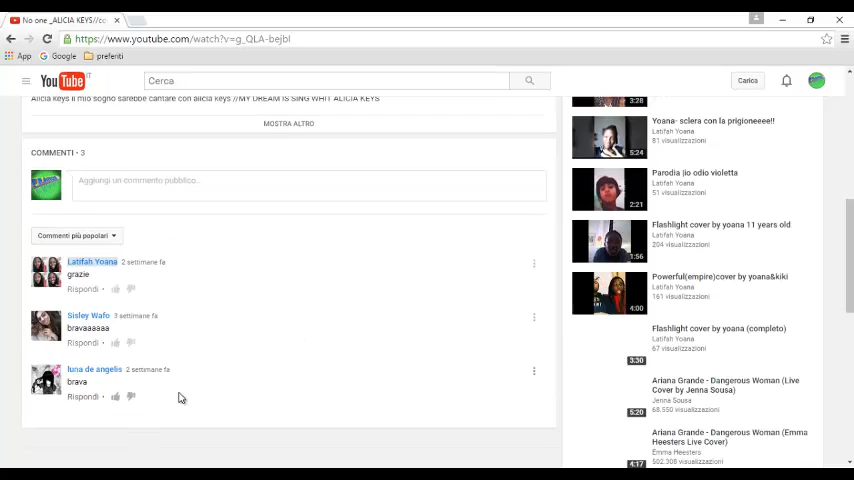 No one _ALICIA KEYS//co
https://www.youtube.com/watch?v=g_QLA-bejbI
App Google preferiti
YouTube IT
Cerca
Carica
Alicia keys il mio sogno sarebbe cantare con alicia keys //MY DREAM IS SING WHIT ALICIA KEYS
MOSTRA ALTRO
COMMENTI • 3
Aggiungi un commento pubblico...
Commenti più popolari
Latifah Yoana 2 settimane fa
grazie
Rispondi •
Sisley Wafo 3 settimane fa
bravaaaaaa
Rispondi •
luna de angelis 2 settimane fa
brava
Rispondi •
3:28
Yoana- sclera con la prigioneeee!!
Latifah Yoana
81 visualizzazioni
5:24
Parodia |io odio violetta
Latifah Yoana
51 visualizzazioni
2:21
Flashlight cover by yoana 11 years old
Latifah Yoana
204 visualizzazioni
1:56
Powerful(empire)cover by yoana&kiki
Latifah Yoana
161 visualizzazioni
4:00
Flashlight cover by yoana (completo)
Latifah Yoana
67 visualizzazioni
3:30
Ariana Grande - Dangerous Woman (Live
Cover by Jenna Sousa)
Jenna Sousa
68.550 visualizzazioni
5:20
Ariana Grande - Dangerous Woman (Emma
Heesters Live Cover)
Emma Heesters
502.308 visualizzazioni
4:17